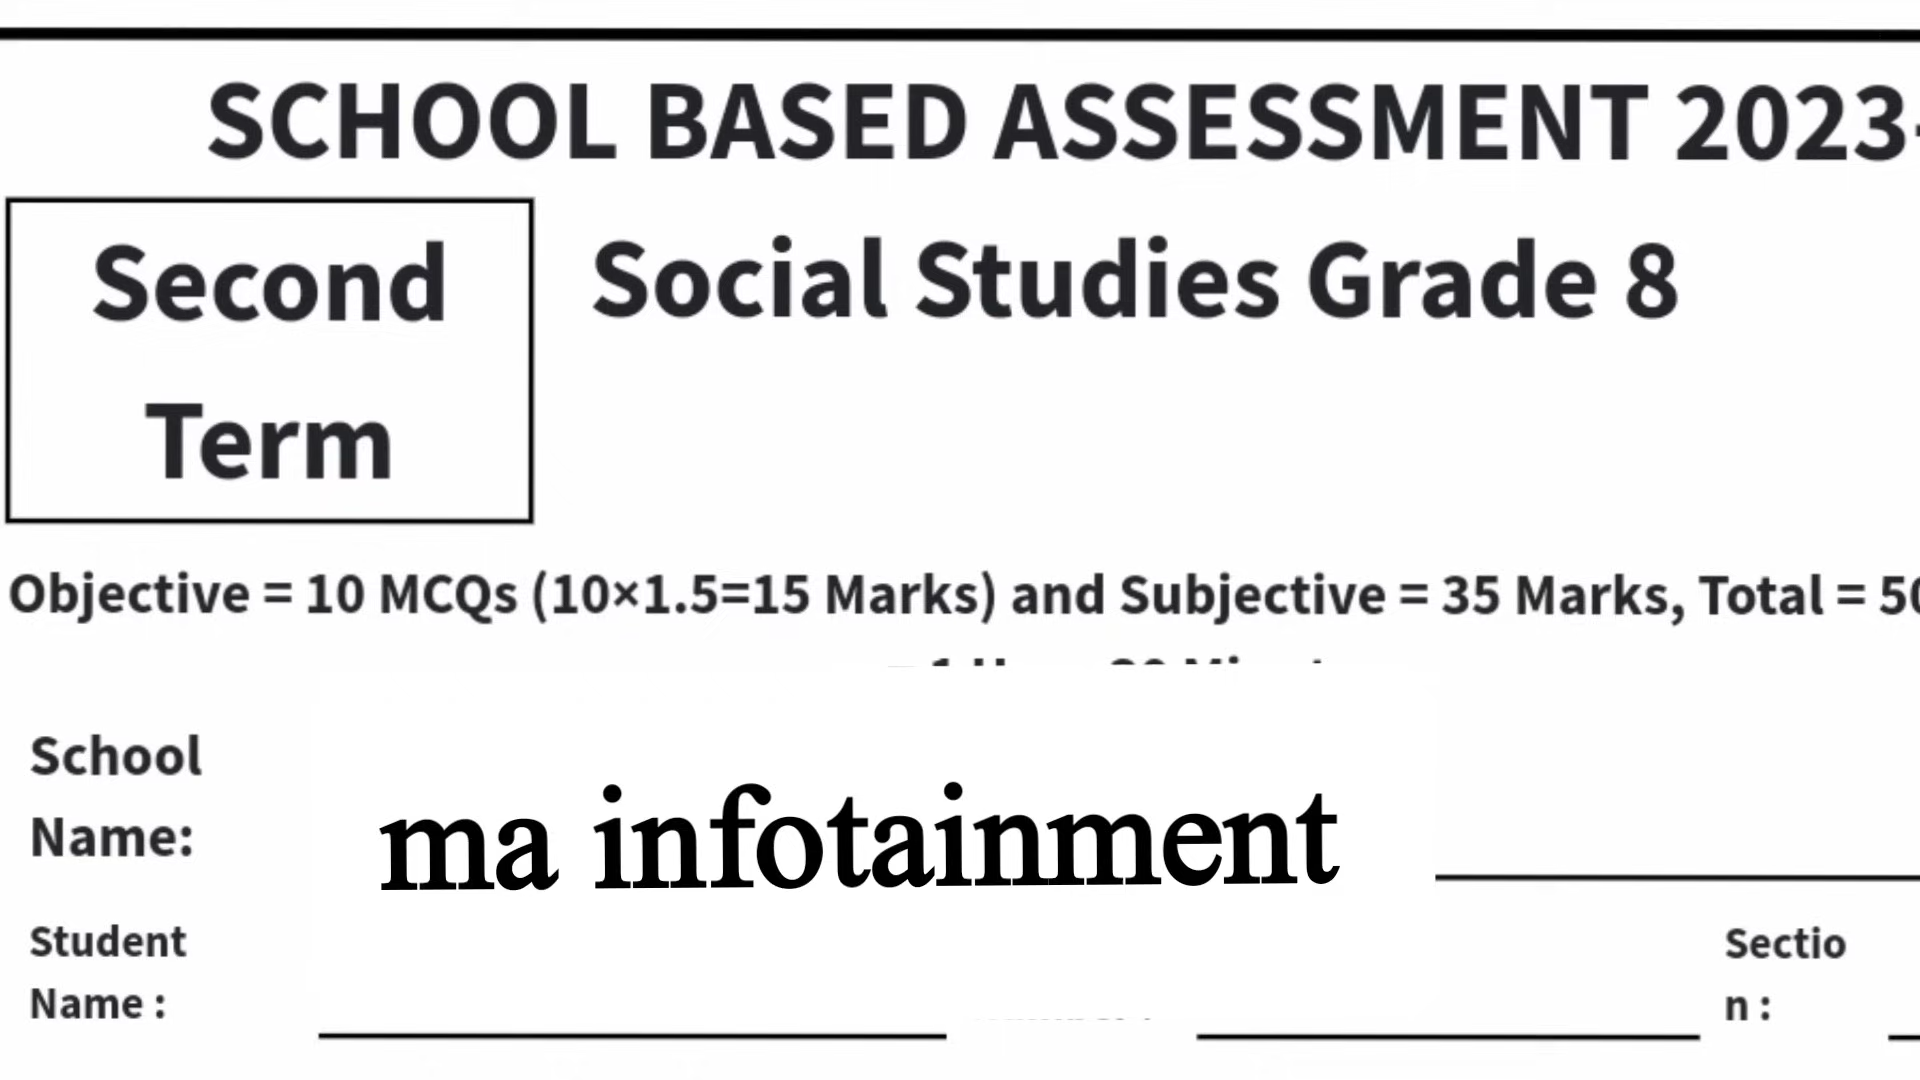 SCHOOL BASED ASSESSMENT 2023-
Second
Term
Social Studies Grade 8
Objective = 10 MCQs (10×1.5=15 Marks) and Subjective = 35 Marks, Total = 50
School
Name:
ma infotainment
Student
Name :
Sectio
n :